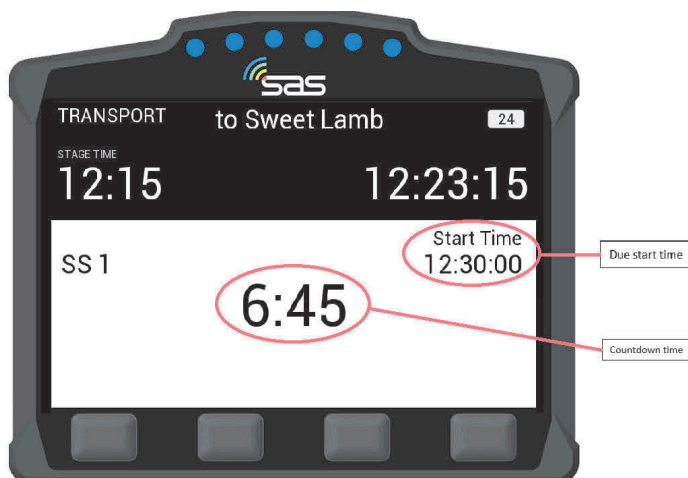 sas
TRANSPORT to Sweet Lamb 24
STAGE TIME
12:15 12:23:15
Start Time
SS 1 12:30:00
6:45
Due start time
Countdown time